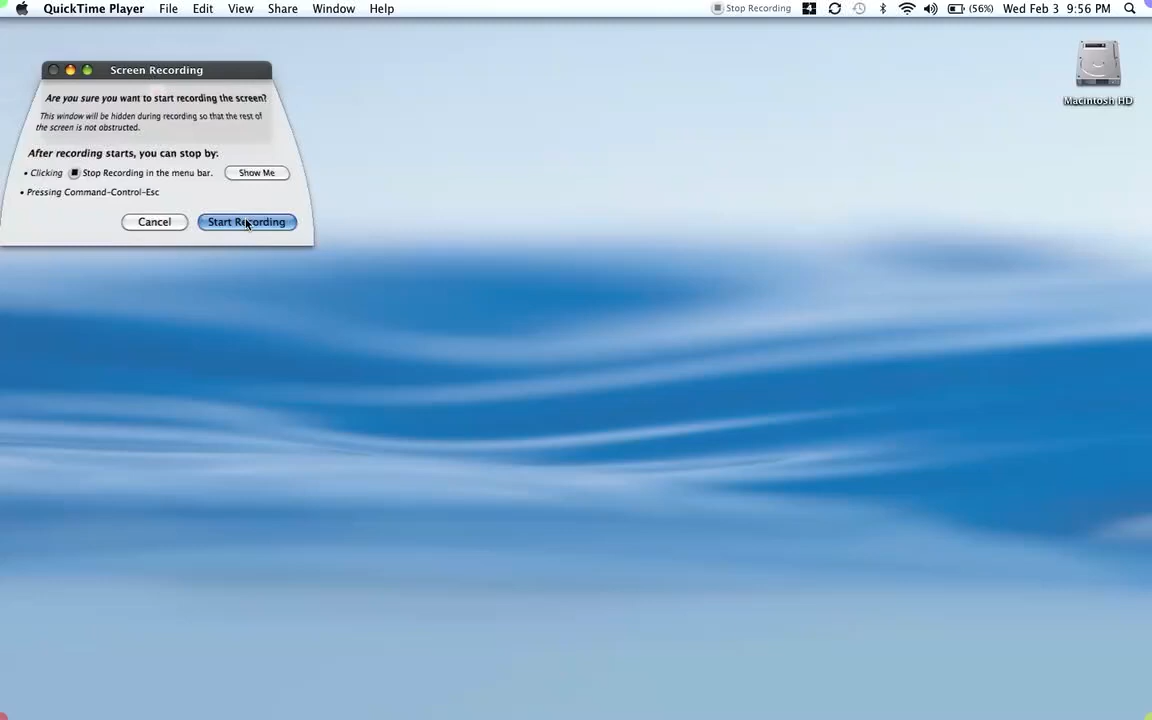 QuickTime Player File Edit View Share Window Help Stop Recording 4 (56%) Wed Feb 3 9:56 PM
Screen Recording
Are you sure you want to start recording the screen?
This window will be hidden during recording so that the rest of
the screen is not obstructed.
After recording starts, you can stop by:
• Clicking Stop Recording in the menu bar. Show Me
• Pressing Command-Control-Esc
Cancel Start Recording
Macintosh HD